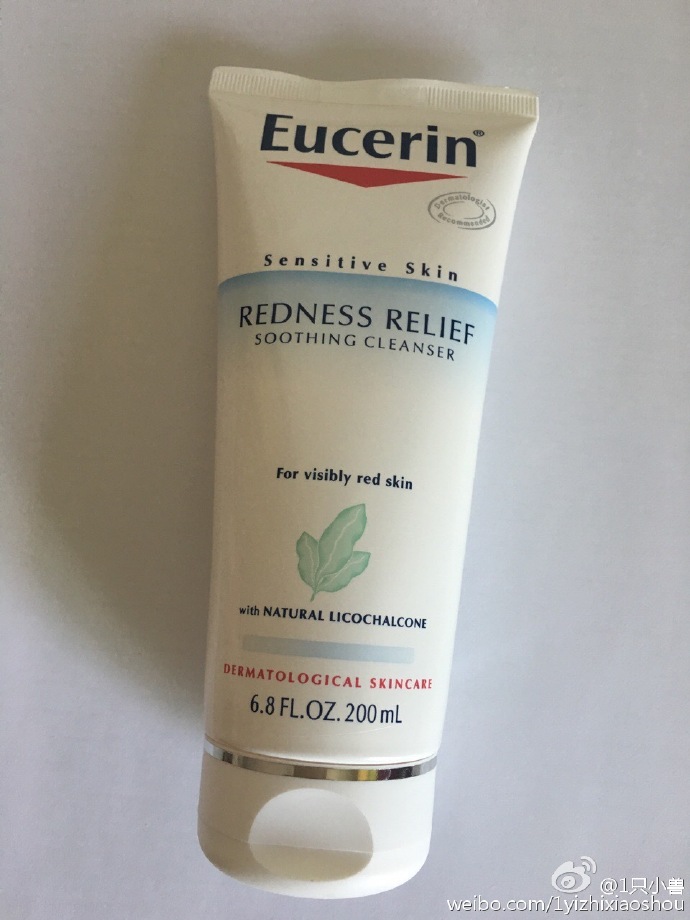 Eucerin®
Dermatologist
Recommended
Sensitive Skin
REDNESS RELIEF
SOOTHING CLEANSER
For visibly red skin
with NATURAL LICOCHALCONE
DERMATOLOGICAL SKINCARE
6.8 FL.OZ. 200mL
@1只小兽
weibo.com/1yizhixiaoshou